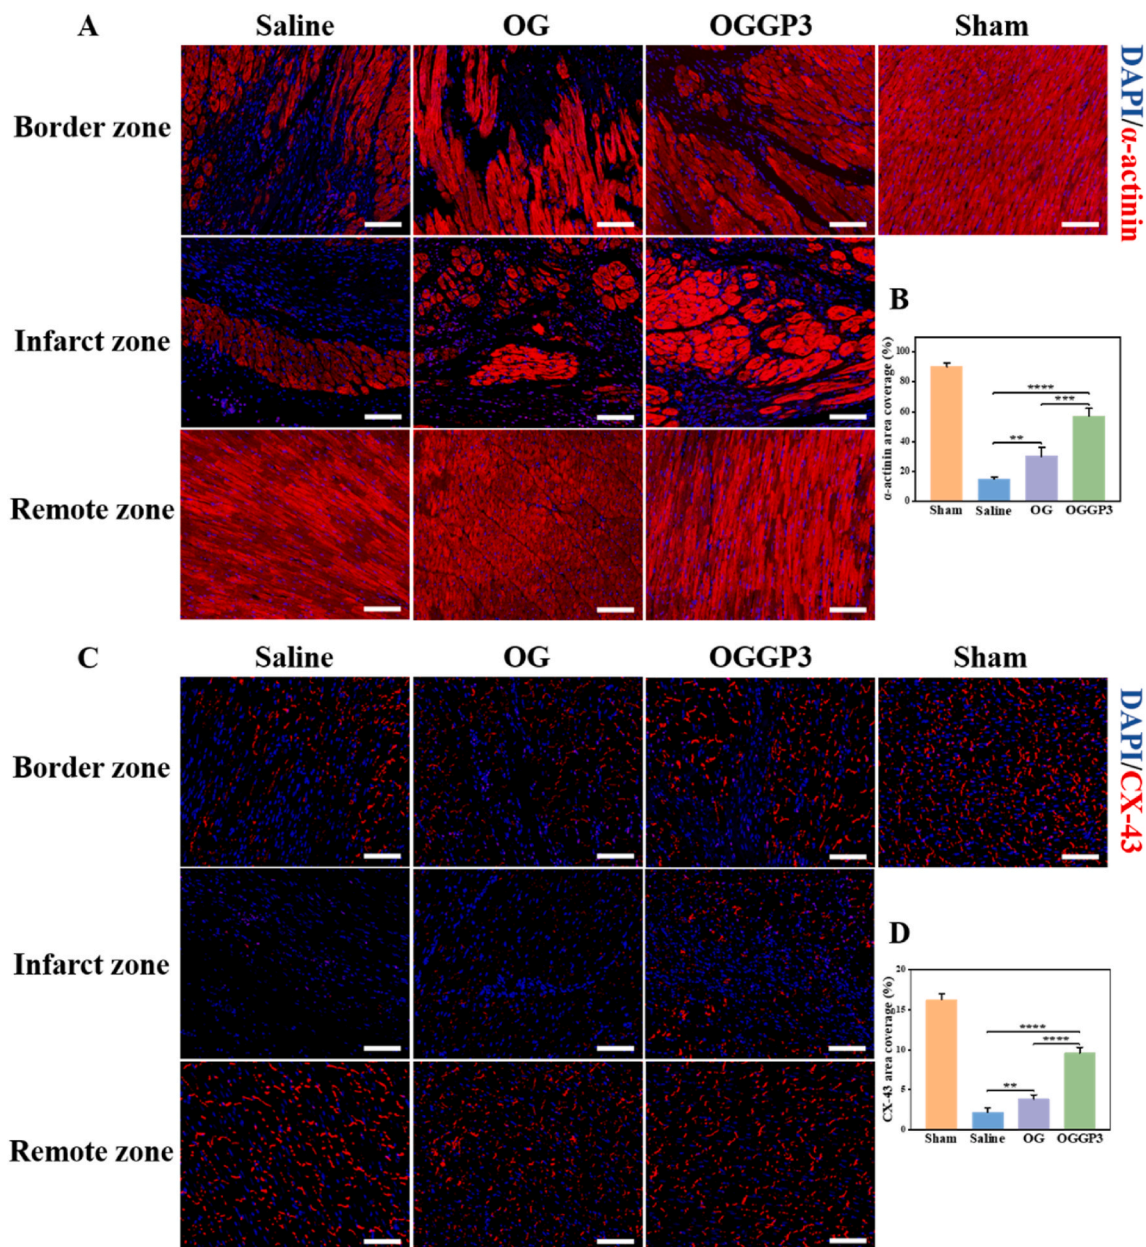 A
Saline OG OGGP3 Sham
Border zone
DAPI/α-actinin
Infarct zone
Remote zone
B
α-actinin area coverage (%)
100
80
60
40
20
0
****
***
**
Sham Saline OG OGGP3
C
Saline OG OGGP3 Sham
Border zone
DAPI/CX-43
Infarct zone
Remote zone
D
CX-43 area coverage (%)
20
15
10
5
0
****
****
**
Sham Saline OG OGGP3